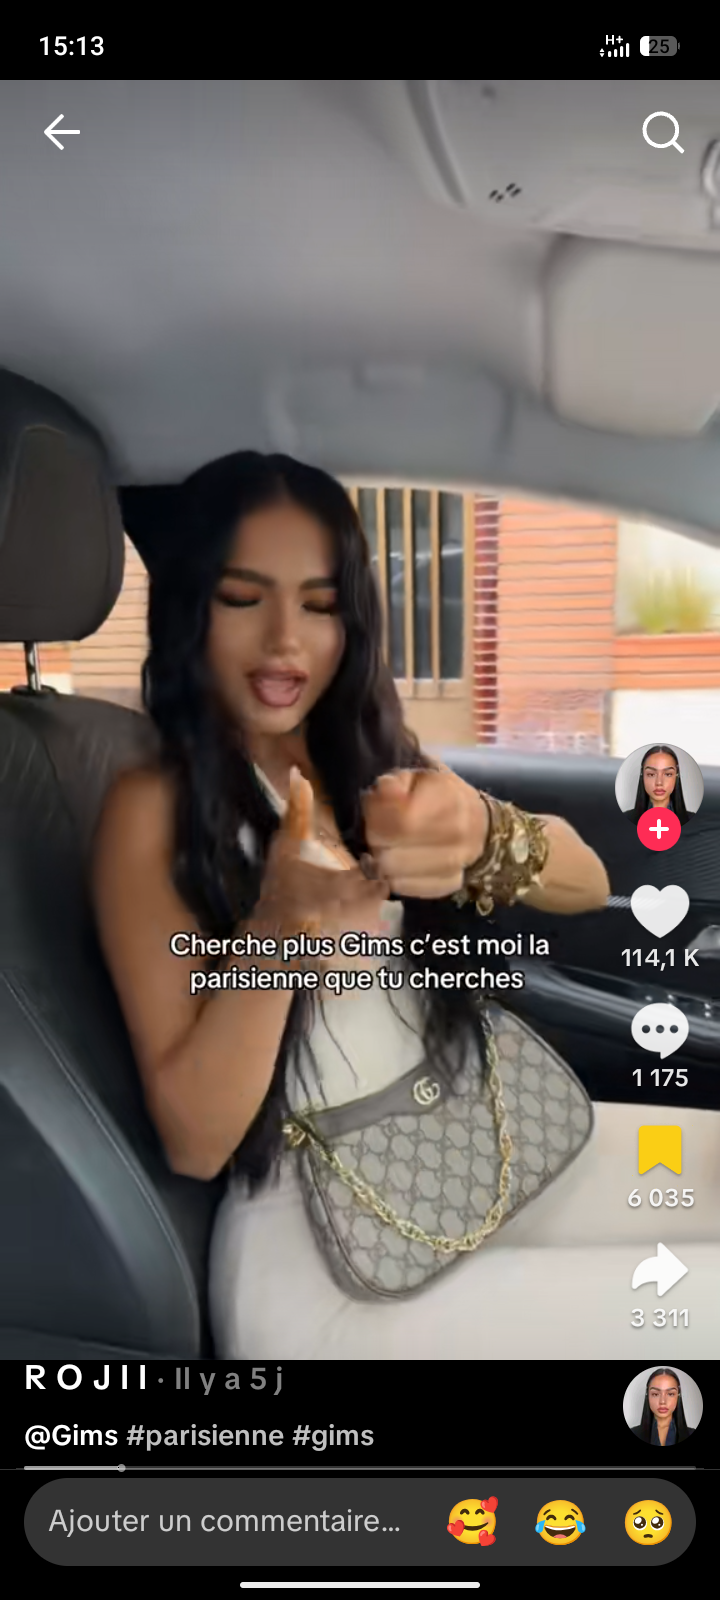 15:13
H+
25
Cherche plus Gims c'est moi la
parisienne que tu cherches
114,1 K
1 175
6 035
3 311
R O J I I · Il y a 5 j
@Gims #parisienne #gims
Ajouter un commentaire...